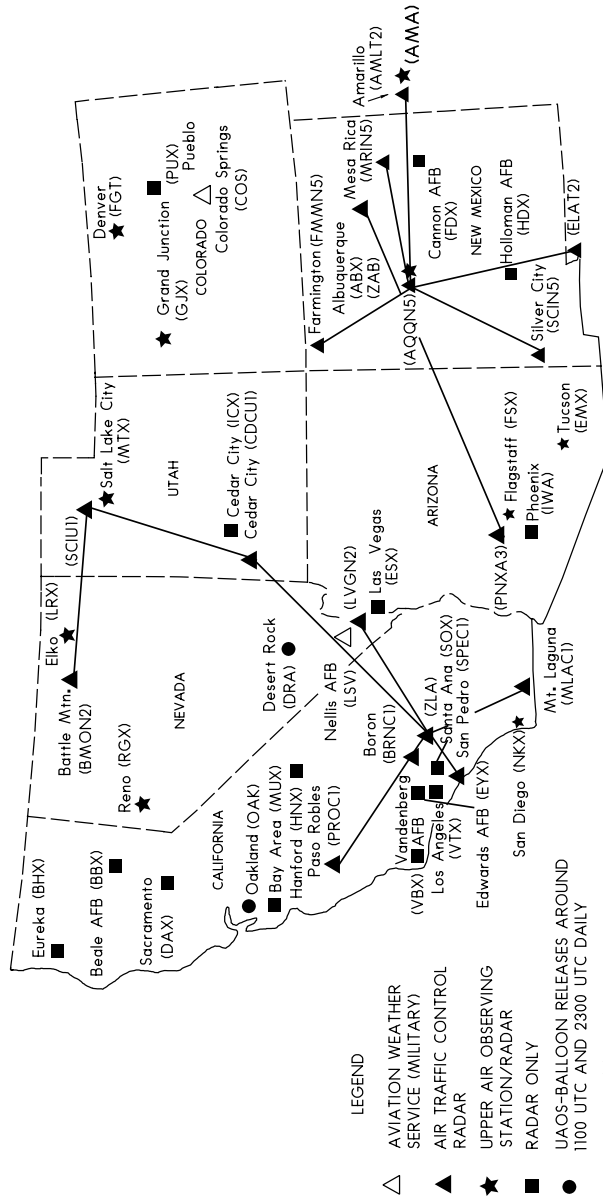 Eureka (BHX)
Beale AFB (BBX)
Sacramento
(DAX)
CALIFORNIA
Oakland (OAK)
Bay Area (MUX)
Hanford (HNX)
Paso Robles
(PROC1)
Vandenberg
AFB
(VBX)
Los Angeles
(VTX)
Edwards AFB (EYX)
San Diego (NKX)
Boron
(BRNC1)
(ZLA)
Santa Ana (SOX)
San Pedro (SPEC1)
Mt. Laguna
(MLAC1)
Reno (RGX)
NEVADA
Battle Mtn.
(BMON2)
Elko (LRX)
Desert Rock
(DRA)
Nellis AFB
(LSV)
(LVGN2)
Las Vegas
(ESX)
(SCIU1)
Salt Lake City
(MTX)
UTAH
Cedar City (ICX)
Cedar City (CDCU1)
ARIZONA
(PNXA3)
Flagstaff (FSX)
Phoenix
(IWA)
Tucson
(EMX)
Denver
(FGT)
Grand Junction
(GJX)
(PUX)
Pueblo
COLORADO
Colorado Springs
(COS)
Farmington (FMMN5)
Albuquerque
(ABX)
(ZAB)
(AQQN5)
Mesa Rica
(MRIN5)
Amarillo
(AMLT2)
(AMA)
Cannon AFB
(FDX)
NEW MEXICO
Holloman AFB
(HDX)
Silver City
(SCIN5)
(ELAT2)
LEGEND
AVIATION WEATHER
SERVICE (MILITARY)
AIR TRAFFIC CONTROL
RADAR
UPPER AIR OBSERVING
STATION/RADAR
RADAR ONLY
UAOS-BALLOON RELEASES AROUND
1100 UTC AND 2300 UTC DAILY